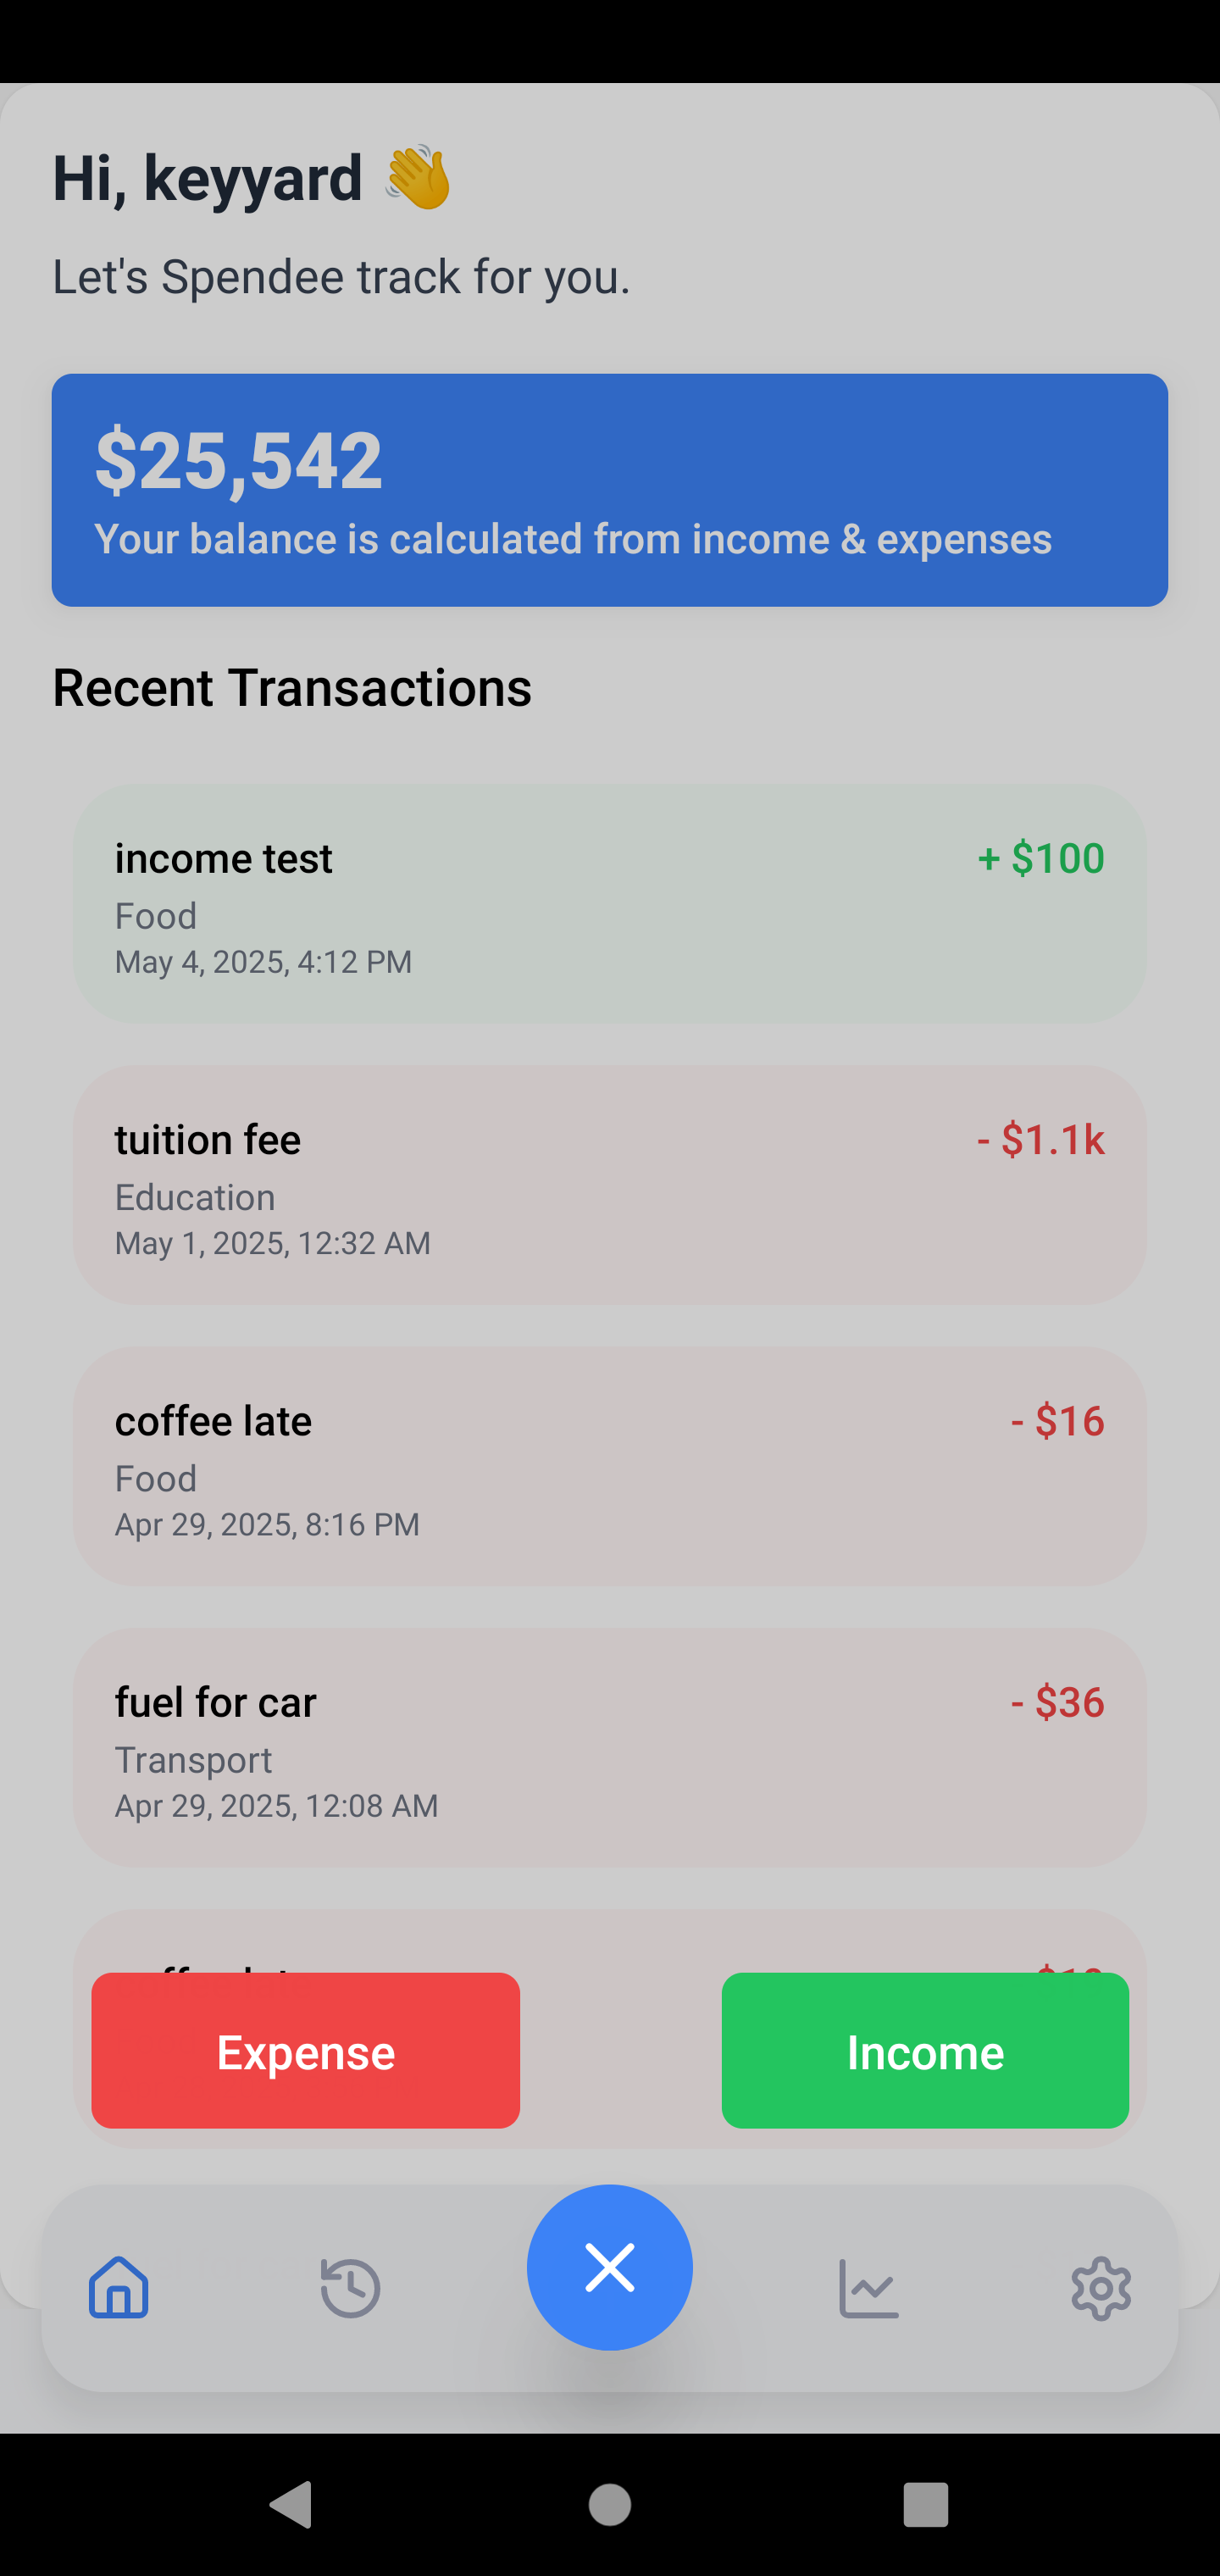 Hi, keyyard 👋
Let's Spendee track for you.
$25,542
Your balance is calculated from income & expenses
Recent Transactions
income test
+ $100
Food
May 4, 2025, 4:12 PM
tuition fee
- $1.1k
Education
May 1, 2025, 12:32 AM
coffee late
- $16
Food
Apr 29, 2025, 8:16 PM
fuel for car
- $36
Transport
Apr 29, 2025, 12:08 AM
Expense
Income